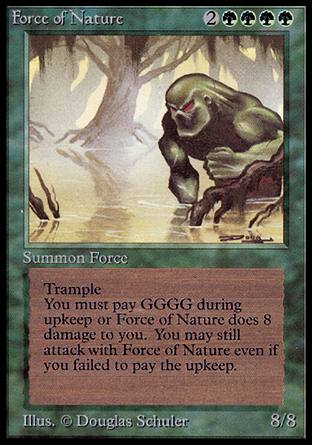 Force of Nature 2
Summon Force
Trample
You must pay GGGG during
upkeep or Force of Nature does 8
damage to you. You may still
attack with Force of Nature even if
you failed to pay the upkeep.
Illus. © Douglas Schuler 8/8